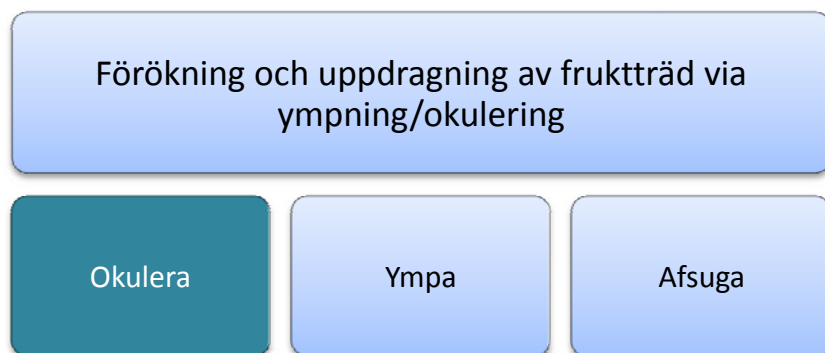 Förökning och uppdragning av fruktträd via
ympning/okulering
Okulera
Ympa
Afsuga